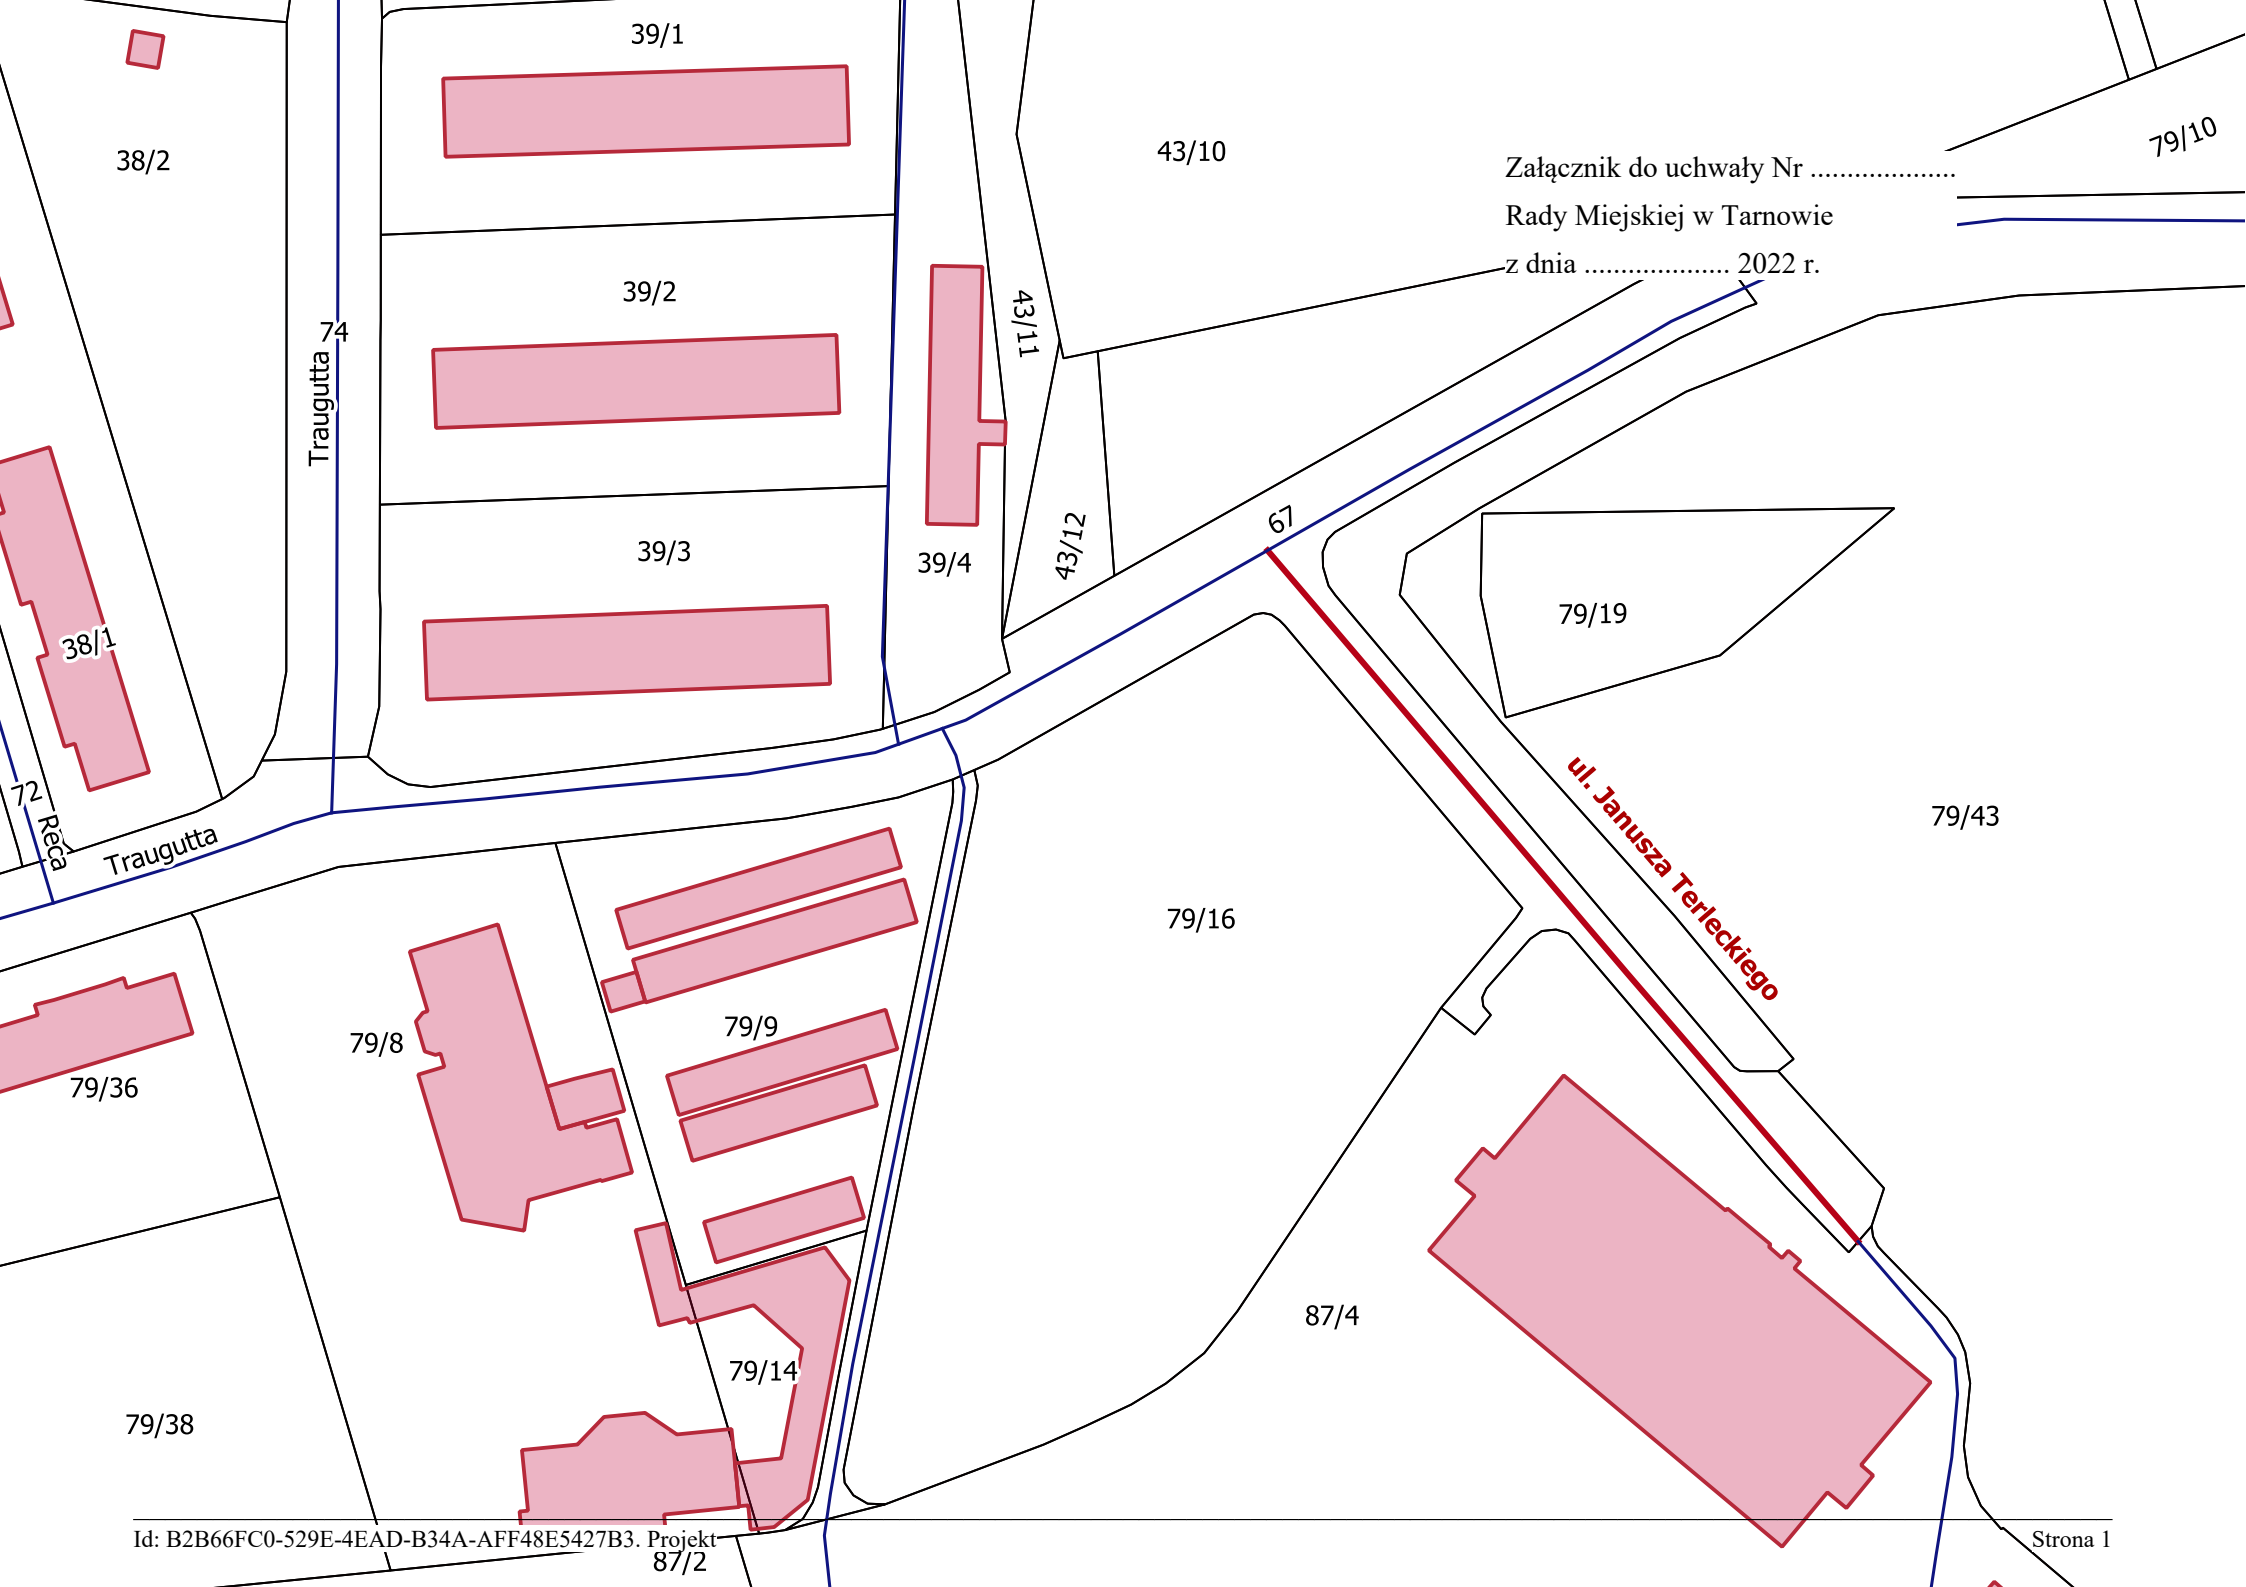 39/1
38/2
43/10
79/10
Załącznik do uchwały Nr ....................
Rady Miejskiej w Tarnowie
z dnia .................... 2022 r.
39/2
43/11
74
Traugutta
67
39/3
39/4
43/12
79/19
38/1
ul. Janusza Terleckiego
72
Reca
Traugutta
79/43
79/16
79/9
79/8
79/36
87/4
79/14
79/38
Id: B2B66FC0-529E-4EAD-B34A-AFF48E5427B3. Projekt
Strona 1
87/2